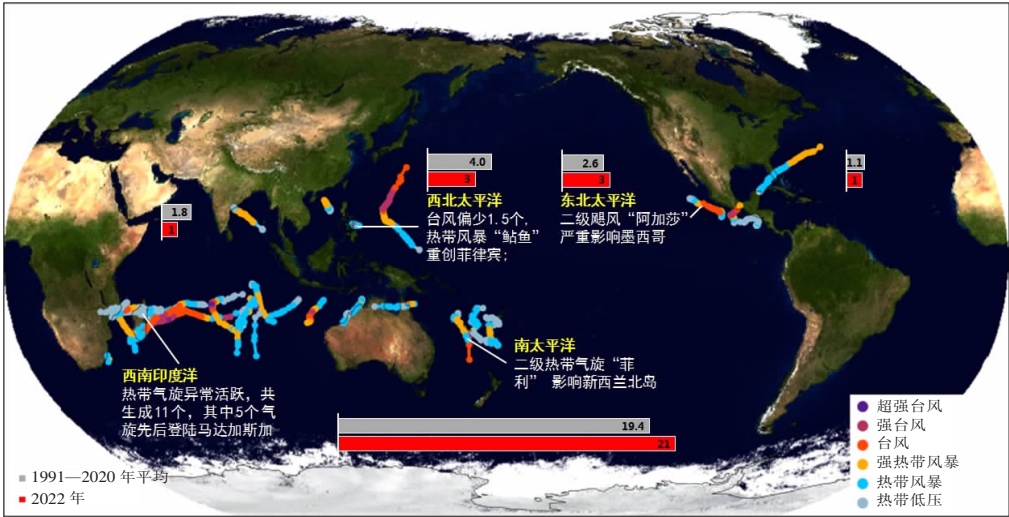 4.0
3
西北太平洋
台风偏少1.5个，
热带风暴“鲇鱼”
重创菲律宾；
2.6
3
东北太平洋
二级飓风“阿加莎”
严重影响墨西哥
1.1
1
1.8
1
西南印度洋
热带气旋异常活跃，共
生成11个，其中5个气
旋先后登陆马达加斯加
南太平洋
二级热带气旋“菲
利” 影响新西兰北岛
19.4
21
1991—2020 年平均
2022 年
超强台风
强台风
台风
强热带风暴
热带风暴
热带低压